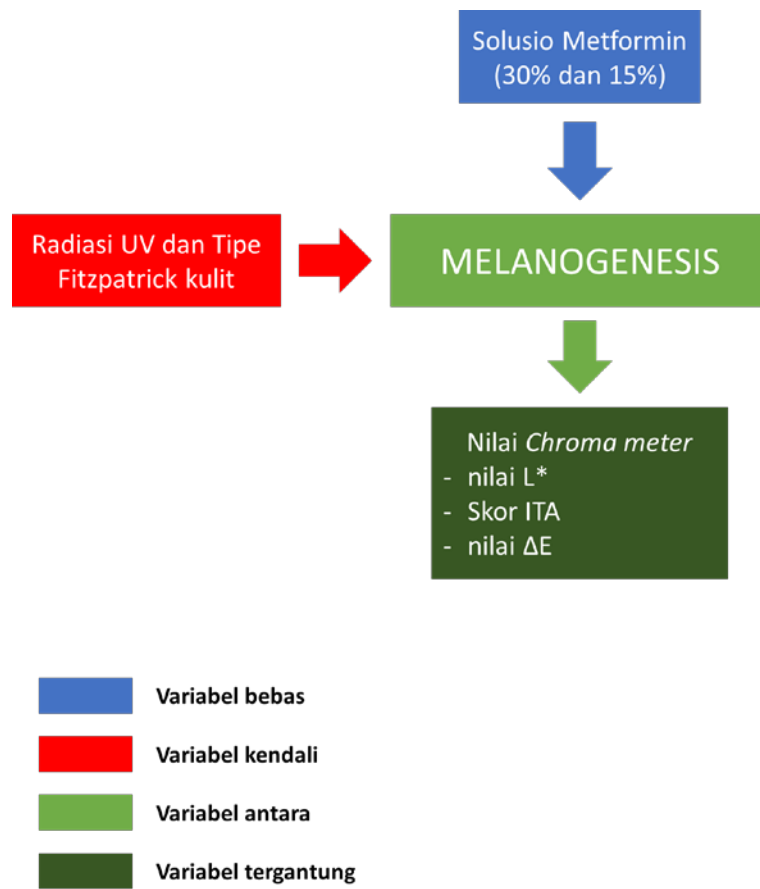 Solusio Metformin
(30% dan 15%)
Radiasi UV dan Tipe
Fitzpatrick kulit
MELANOGENESIS
Nilai Chroma meter
- nilai L*
- Skor ITA
- nilai ΔE
Variabel bebas
Variabel kendali
Variabel antara
Variabel tergantung